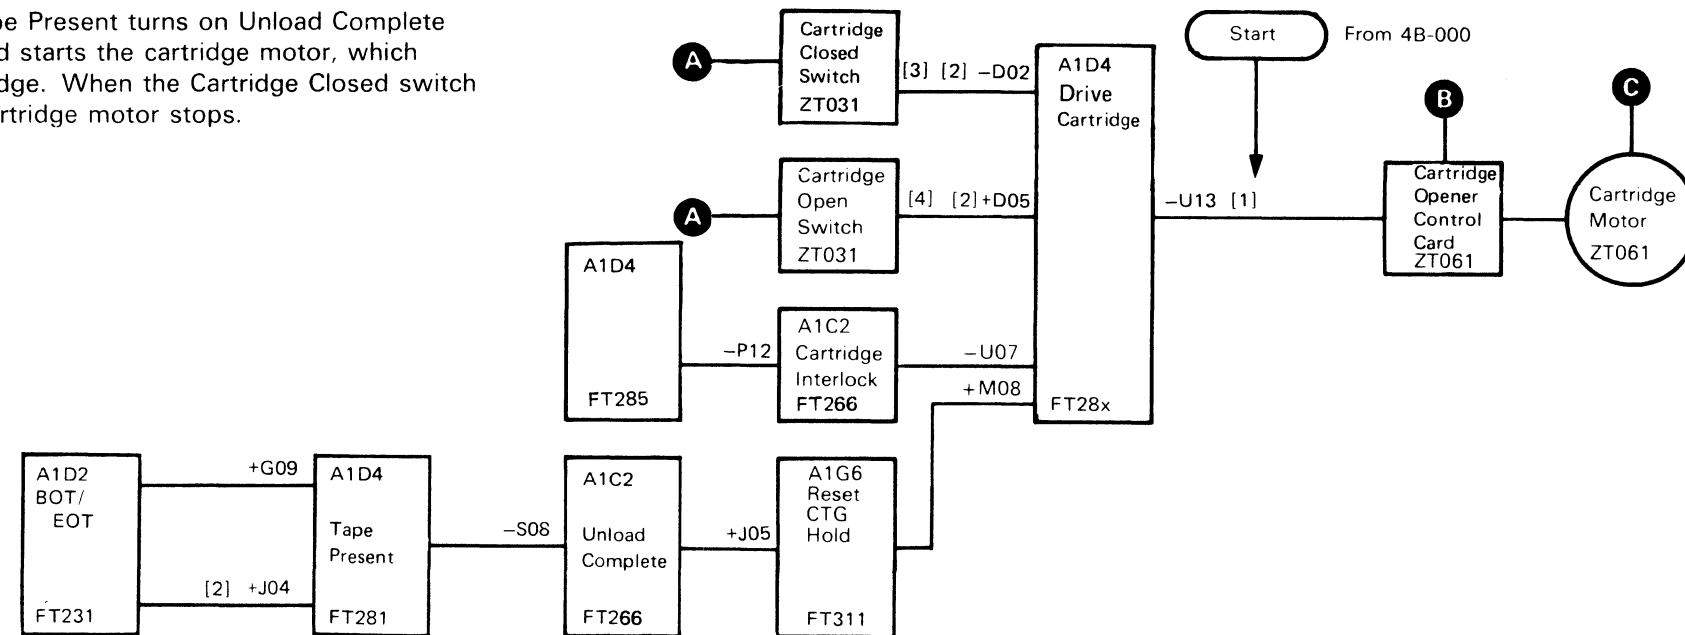 pe Present turns on Unload Complete
d starts the cartridge motor, which
dge. When the Cartridge Closed switch
artridge motor stops.
A
Cartridge
Closed
Switch
ZT031
[3] [2] −D02
A1D4
Drive
Cartridge
FT28x
Start
From 4B-000
A
Cartridge
Open
Switch
ZT031
[4] [2]+D05
−U13 [1]
B
Cartridge
Opener
Control
Card
ZT061
C
Cartridge
Motor
ZT061
A1D4
FT285
−P12
A1C2
Cartridge
Interlock
FT266
−U07
+M08
A1D2
BOT/
EOT
FT231
+G09
[2] +J04
A1D4
Tape
Present
FT281
−S08
A1C2
Unload
Complete
FT266
+J05
A1G6
Reset
CTG
Hold
FT311